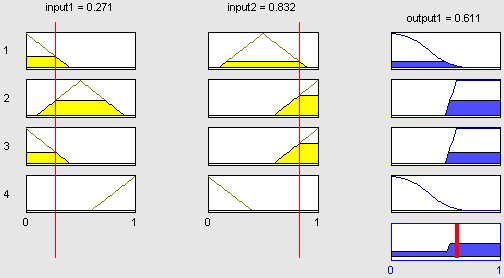 input1 = 0.271 input2 = 0.832 output1 = 0.611
1
2
3
4
0 1 0 1
0 1